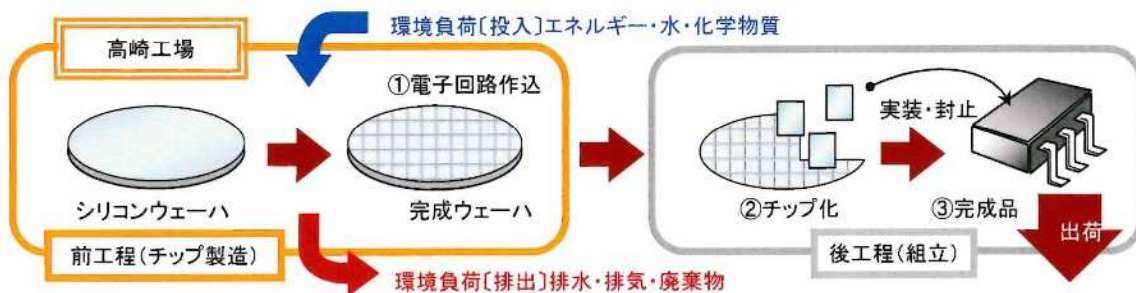 環境負荷〔投入〕エネルギー・水・化学物質
高崎工場
①電子回路作込
シリコンウェーハ
完成ウェーハ
前工程(チップ製造)
環境負荷〔排出〕排水・排気・廃棄物
実装・封止
②チップ化
③完成品
後工程(組立)
出荷